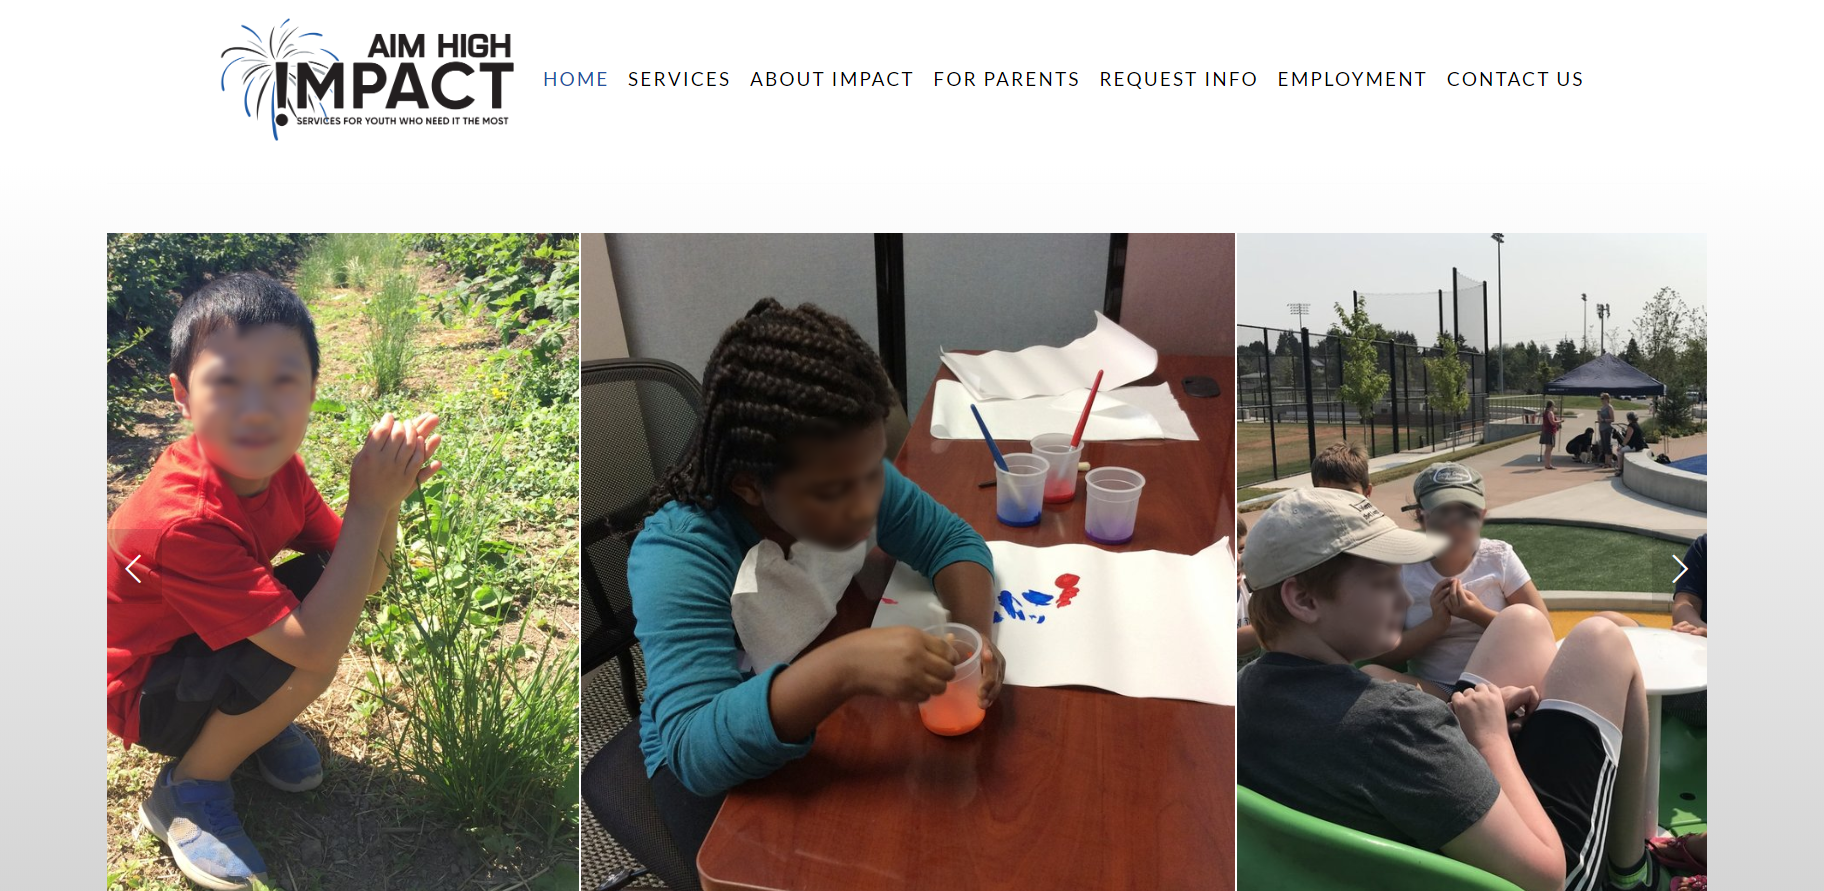 AIM HIGH
IMPACT
SERVICES FOR YOUTH WHO NEED IT THE MOST
HOME SERVICES ABOUT IMPACT FOR PARENTS REQUEST INFO EMPLOYMENT CONTACT US